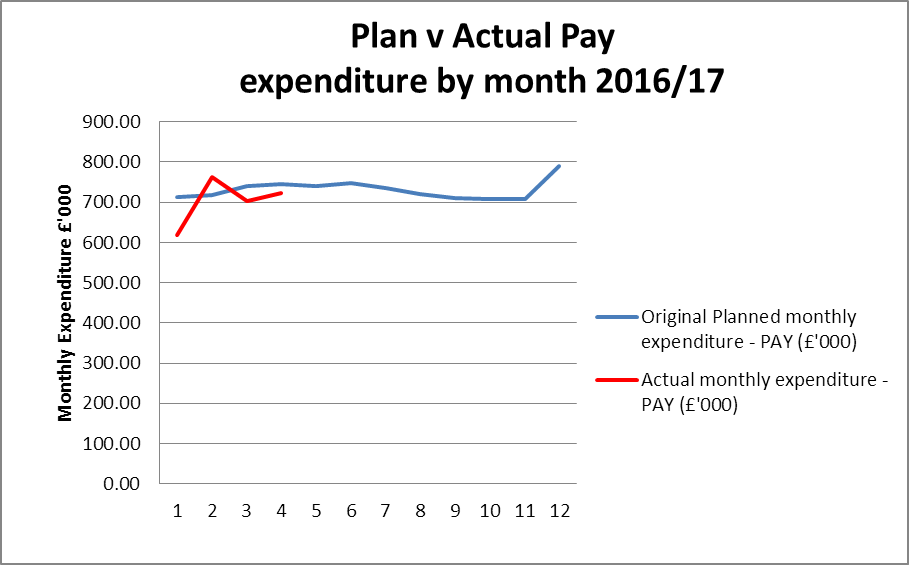 Plan v Actual Pay
expenditure by month 2016/17
900.00
800.00
700.00
600.00
500.00
400.00
300.00
200.00
100.00
0.00
Monthly Expenditure £'000
1 2 3 4 5 6 7 8 9 10 11 12
Original Planned monthly
expenditure - PAY (£'000)
Actual monthly expenditure -
PAY (£'000)